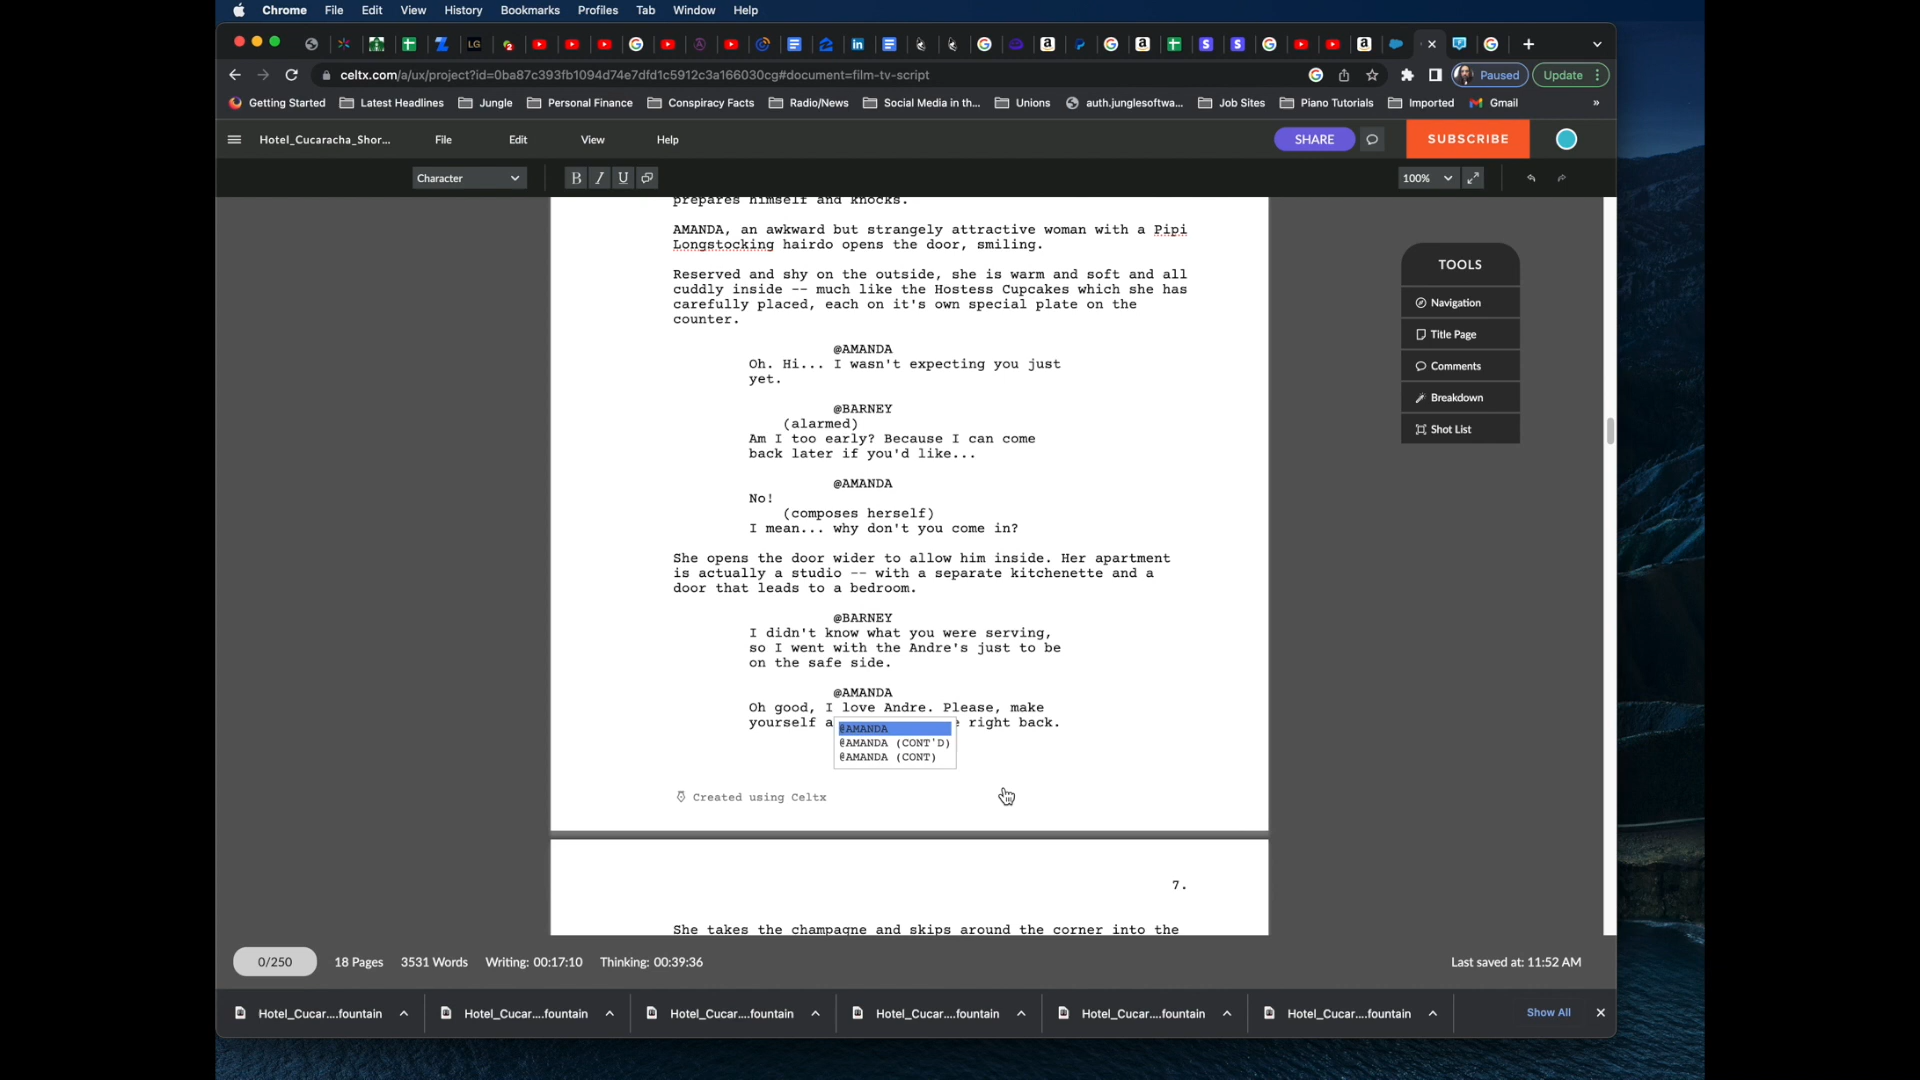 Chrome File Edit View History Bookmarks Profiles Tab Window Help
celtx.com/a/ux/project?id=0ba87c393fb1094d74e7dfd1c5912c3a166030cg#document=film-tv-script
Paused Update
Getting Started Latest Headlines Jungle Personal Finance Conspiracy Facts Radio/News Social Media in th... Unions auth.junglesoftwa... Job Sites Piano Tutorials Imported Gmail »
Hotel_Cucaracha_Shor... File Edit View Help SHARE SUBSCRIBE
Character B I U 100%
prepares himself and knocks.
AMANDA, an awkward but strangely attractive woman with a Pipi
Longstocking hairdo opens the door, smiling.
Reserved and shy on the outside, she is warm and soft and all
cuddly inside -- much like the Hostess Cupcakes which she has
carefully placed, each on it's own special plate on the
counter.
@AMANDA
Oh. Hi... I wasn't expecting you just
yet.
@BARNEY
(alarmed)
Am I too early? Because I can come
back later if you'd like...
@AMANDA
No!
(composes herself)
I mean... why don't you come in?
She opens the door wider to allow him inside. Her apartment
is actually a studio -- with a separate kitchenette and a
door that leads to a bedroom.
@BARNEY
I didn't know what you were serving,
so I went with the Andre's just to be
on the safe side.
@AMANDA
Oh good, I love Andre. Please, make
yourself a right back.
@AMANDA
@AMANDA (CONT'D)
@AMANDA (CONT)
Created using Celtx
7.
She takes the champagne and skips around the corner into the
TOOLS
Navigation
Title Page
Comments
Breakdown
Shot List
0/250 18 Pages 3531 Words Writing: 00:17:10 Thinking: 00:39:36 Last saved at: 11:52 AM
Hotel_Cucar....fountain Hotel_Cucar....fountain Hotel_Cucar....fountain Hotel_Cucar....fountain Hotel_Cucar....fountain Hotel_Cucar....fountain Show All